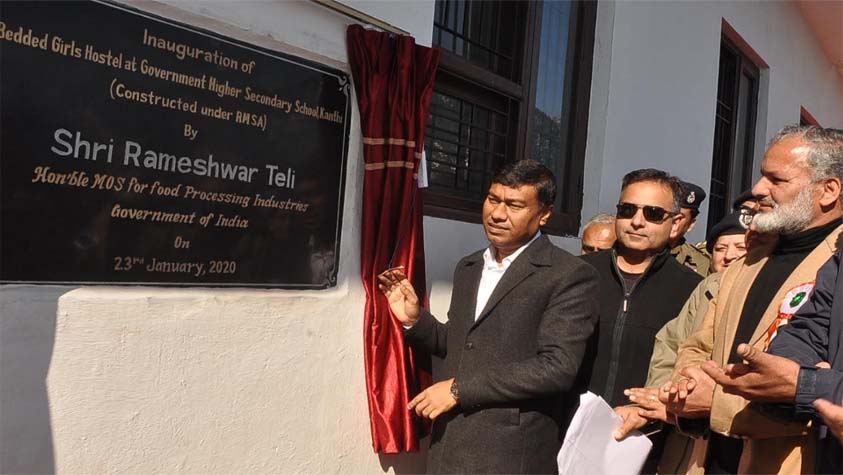 Inauguration of
Bedded Girls Hostel at Government Higher Secondary School, Kanthi
(Constructed under RMSA)
By
Shri Rameshwar Teli
Hon'ble MOS for food Processing Industries
Government of India
On
23rd January, 2020